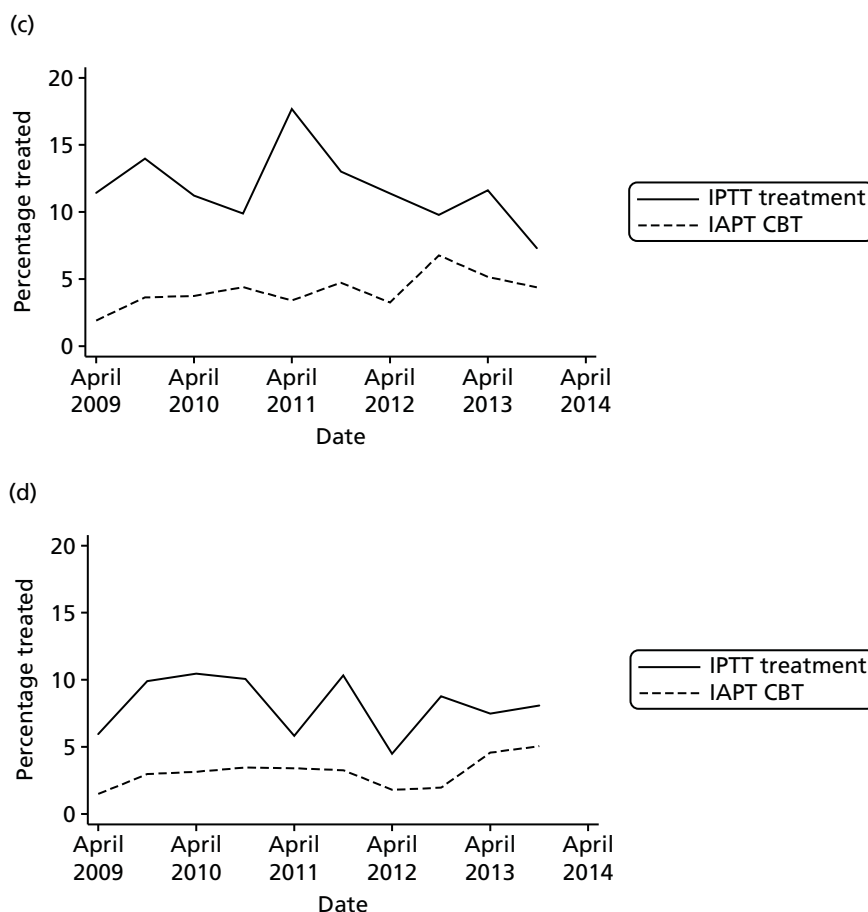 (c)
20
15
10
5
0
Percentage treated
April 2009
April 2010
April 2011
April 2012
April 2013
April 2014
Date
IPTT treatment
IAPT CBT
(d)
20
15
10
5
0
Percentage treated
April 2009
April 2010
April 2011
April 2012
April 2013
April 2014
Date
IPTT treatment
IAPT CBT